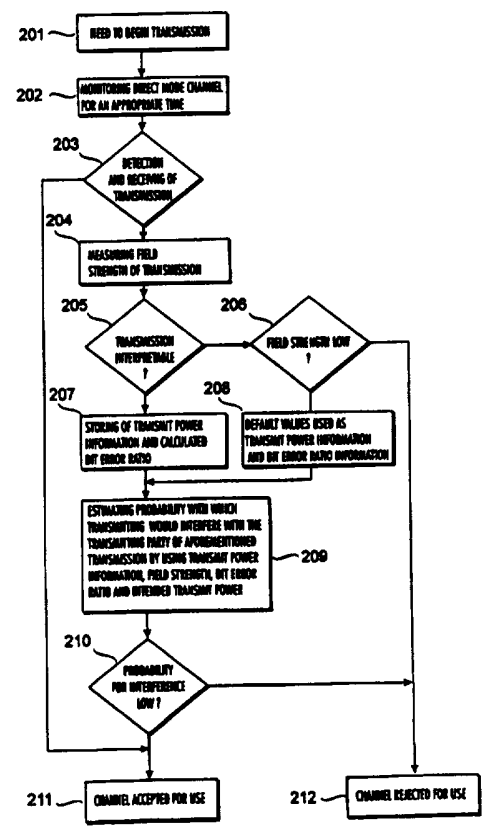 201
NEED TO BEGIN TRANSMISSION
202
MONITORING DIRECT MODE CHANNEL
FOR AN APPROPRIATE TIME
203
DETECTION
AND RECEIVING OF
TRANSMISSION
204
MEASURING FIELD
STRENGTH OF TRANSMISSION
205
TRANSMISSION
INTERPRETABLE
?
206
FIELD STRENGTH LOW
?
207
STORING OF TRANSMIT POWER
INFORMATION AND CALCULATED
BIT ERROR RATIO
208
DEFAULT VALUES USED AS
TRANSMIT POWER INFORMATION
AND BIT ERROR RATIO INFORMATION
ESTIMATING PROBABILITY WITH WHICH
TRANSMITTING WOULD INTERFERE WITH THE
TRANSMITTING PARTY OF AFOREMENTIONED
TRANSMISSION BY USING TRANSMIT POWER
INFORMATION, FIELD STRENGTH, BIT ERROR
RATIO AND INTENDED TRANSMIT POWER
209
210
PROBABILITY
FOR INTERFERENCE
LOW ?
211
CHANNEL ACCEPTED FOR USE
212
CHANNEL REJECTED FOR USE